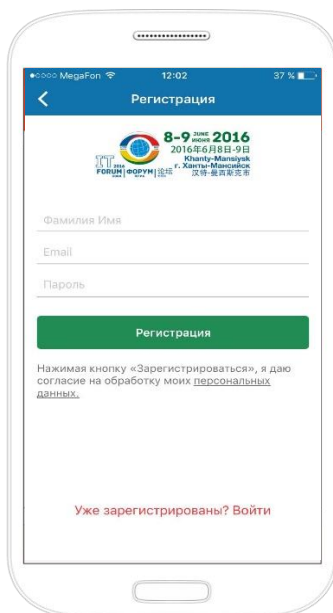 MegaFon 12:02 37 %
Регистрация
8-9 JUNE ИЮНЯ 2016
2016年6月8日-9日
Khanty-Mansiysk
г. Ханты-Мансийск
汉特-曼西斯克市
IT 2016
FORUM ФОРУМ 论坛
Фамилия Имя
Email
Пароль
Регистрация
Нажимая кнопку «Зарегистрироваться», я даю
согласие на обработку моих персональных
данных.
Уже зарегистрированы? Войти